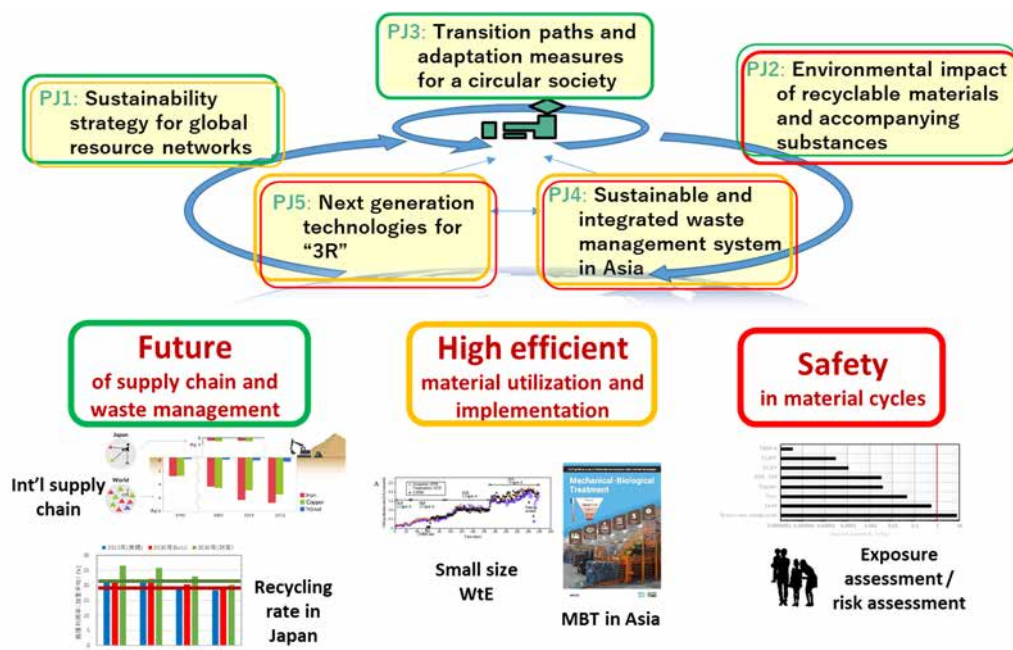 PJ3: Transition paths and
adaptation measures
for a circular society
PJ1: Sustainability
strategy for global
resource networks
PJ2: Environmental impact
of recyclable materials
and accompanying
substances
PJ5: Next generation
technologies for
“3R”
PJ4: Sustainable and
integrated waste
management system
in Asia
Future
of supply chain and
waste management
High efficient
material utilization and
implementation
Safety
in material cycles
Japan
World
Int'l supply
chain
Iron
Copper
Nickel
Recycling
rate in
Japan
A
Small size
WtE
Mechanical-Biological
Treatment
MBT in Asia
Exposure
assessment /
risk assessment